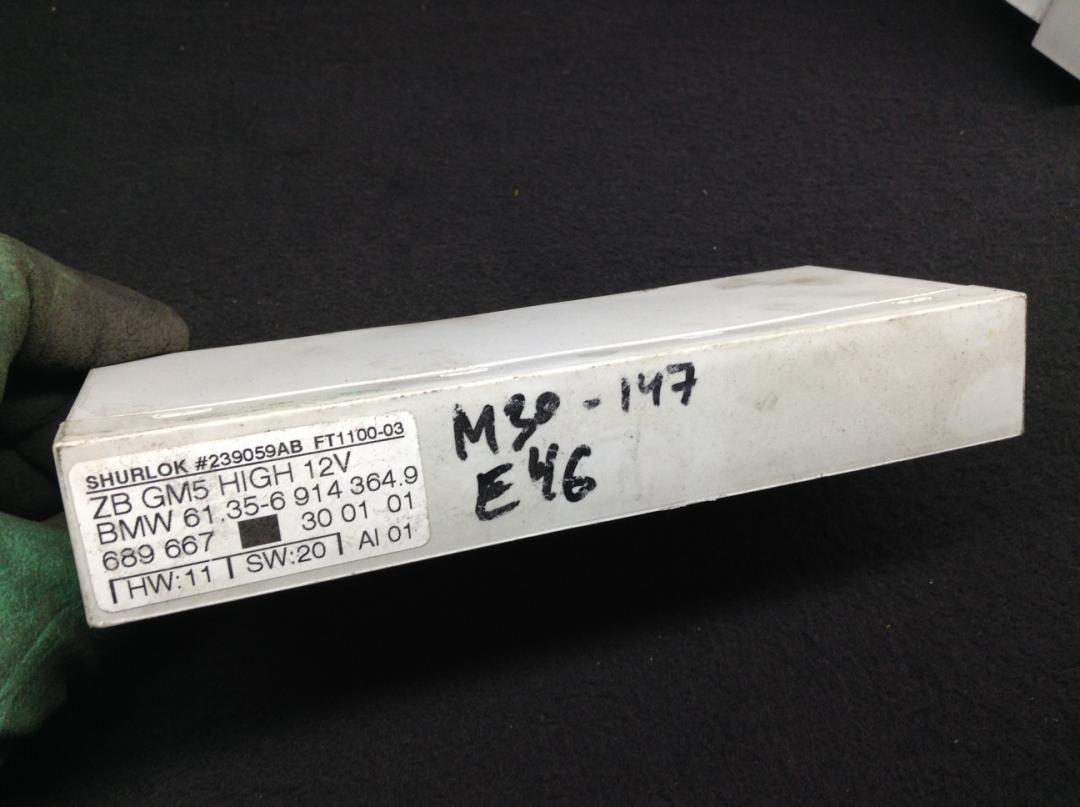 SHURLOK #239059AB FT1100-03
ZB GM5 HIGH 12V
BMW 61.35-6 914 364.9
689 667 30 01 01
HW:11 SW:20 AI 01
M30-147
E46